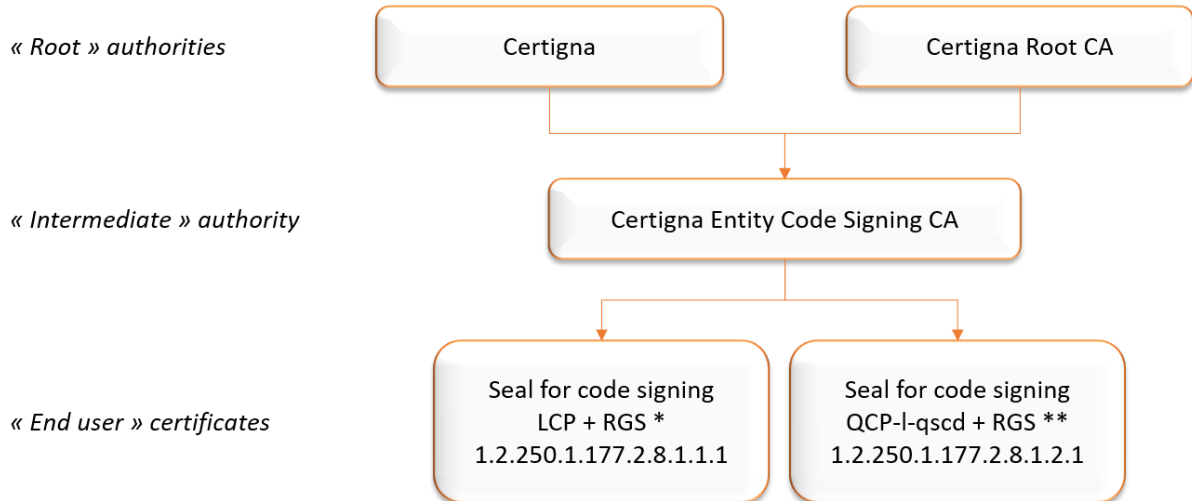 « Root » authorities
Certigna
Certigna Root CA
« Intermediate » authority
Certigna Entity Code Signing CA
« End user » certificates
Seal for code signing
LCP + RGS *
1.2.250.1.177.2.8.1.1.1
Seal for code signing
QCP-l-qscd + RGS **
1.2.250.1.177.2.8.1.2.1